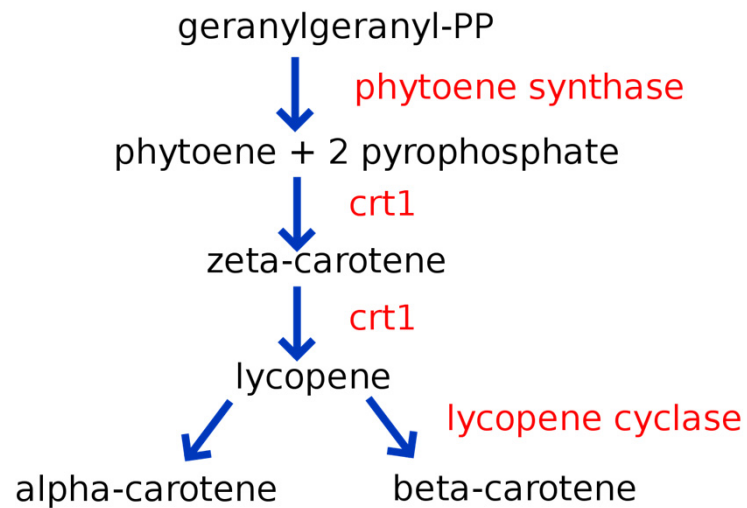 geranylgeranyl-PP
phytoene synthase
phytoene + 2 pyrophosphate
crt1
zeta-carotene
crt1
lycopene
lycopene cyclase
alpha-carotene
beta-carotene